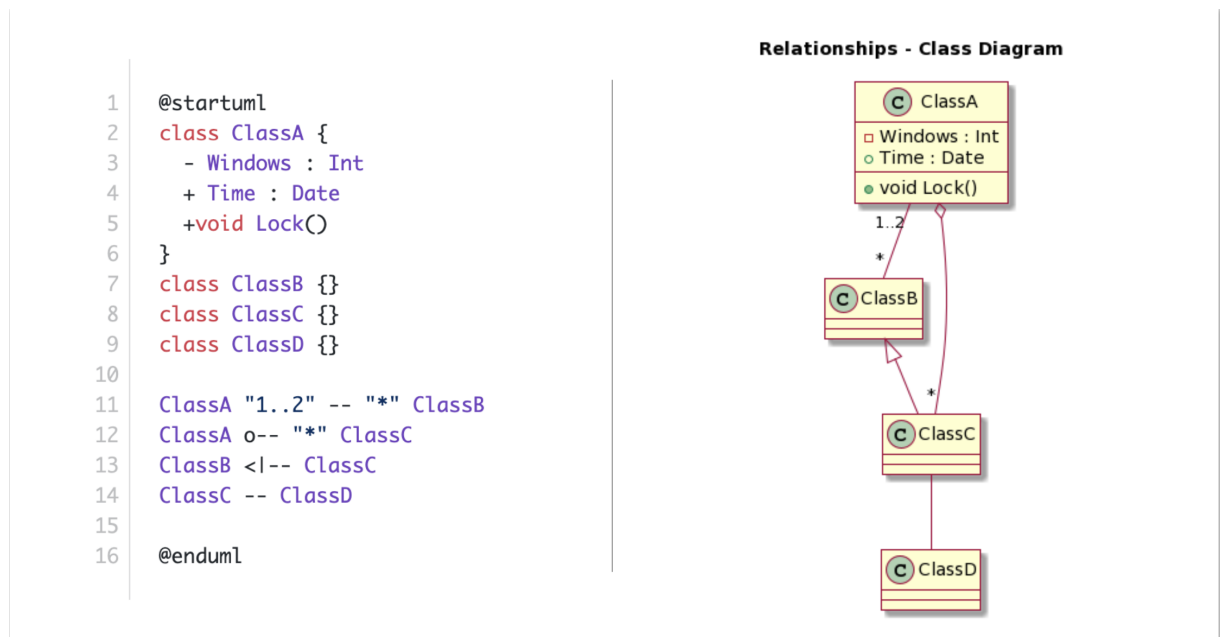 1 @startuml
2 class ClassA {
3 - Windows : Int
4 + Time : Date
5 +void Lock()
6 }
7 class ClassB {}
8 class ClassC {}
9 class ClassD {}
10
11 ClassA "1..2" -- "*" ClassB
12 ClassA o-- "*" ClassC
13 ClassB <|-- ClassC
14 ClassC -- ClassD
15
16 @enduml
Relationships - Class Diagram
C ClassA
Windows : Int
Time : Date
void Lock()
1..2
*
C ClassB
*
C ClassC
C ClassD